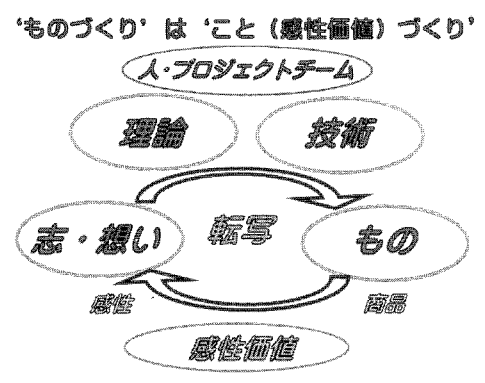 ‘ものづくり’は‘こと（感性価値）づくり’
人・プロジェクトチーム
理論
技術
志・想い
転写
もの
感性
商品
感性価値